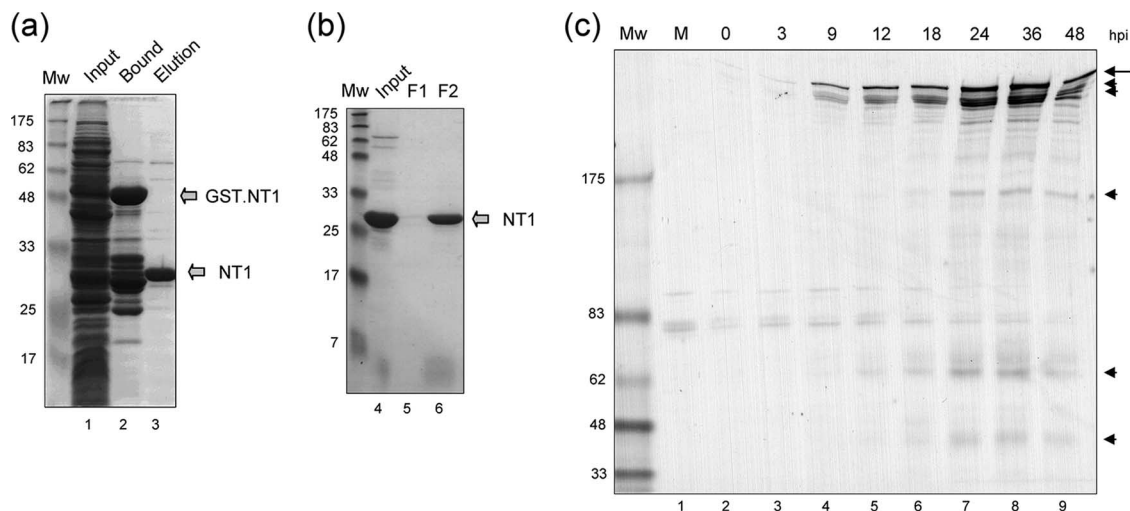 (a)
Mw Input Bound Elution
175
83
62
48
33
25
17
GST.NT1
NT1
1 2 3
(b)
Mw Input F1 F2
175
83
62
48
33
25
17
7
NT1
4 5 6
(c)
Mw M 0 3 9 12 18 24 36 48 hpi
175
83
62
48
33
1 2 3 4 5 6 7 8 9